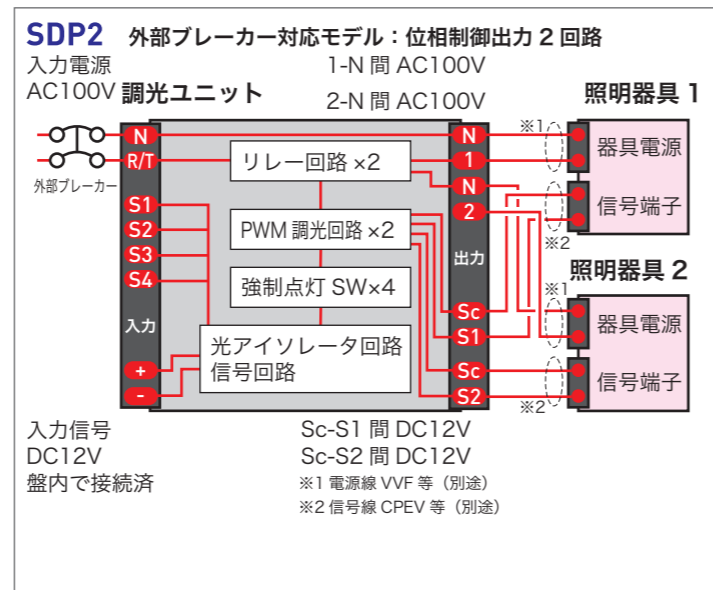 SDP2 外部ブレーカー対応モデル：位相制御出力 2 回路
入力電源
AC100V
調光ユニット
1-N 間 AC100V
2-N 間 AC100V
照明器具 1
外部ブレーカー
N
R/T
S1
S2
S3
S4
入力
+
-
リレー回路 ×2
PWM 調光回路 ×2
強制点灯 SW×4
光アイソレータ回路
信号回路
N
1
N
2
出力
Sc
S1
Sc
S2
※1
器具電源
信号端子
※2
照明器具 2
※1
器具電源
信号端子
※2
入力信号
DC12V
盤内で接続済
Sc-S1 間 DC12V
Sc-S2 間 DC12V
※1 電源線 VVF 等（別途）
※2 信号線 CPEV 等（別途）